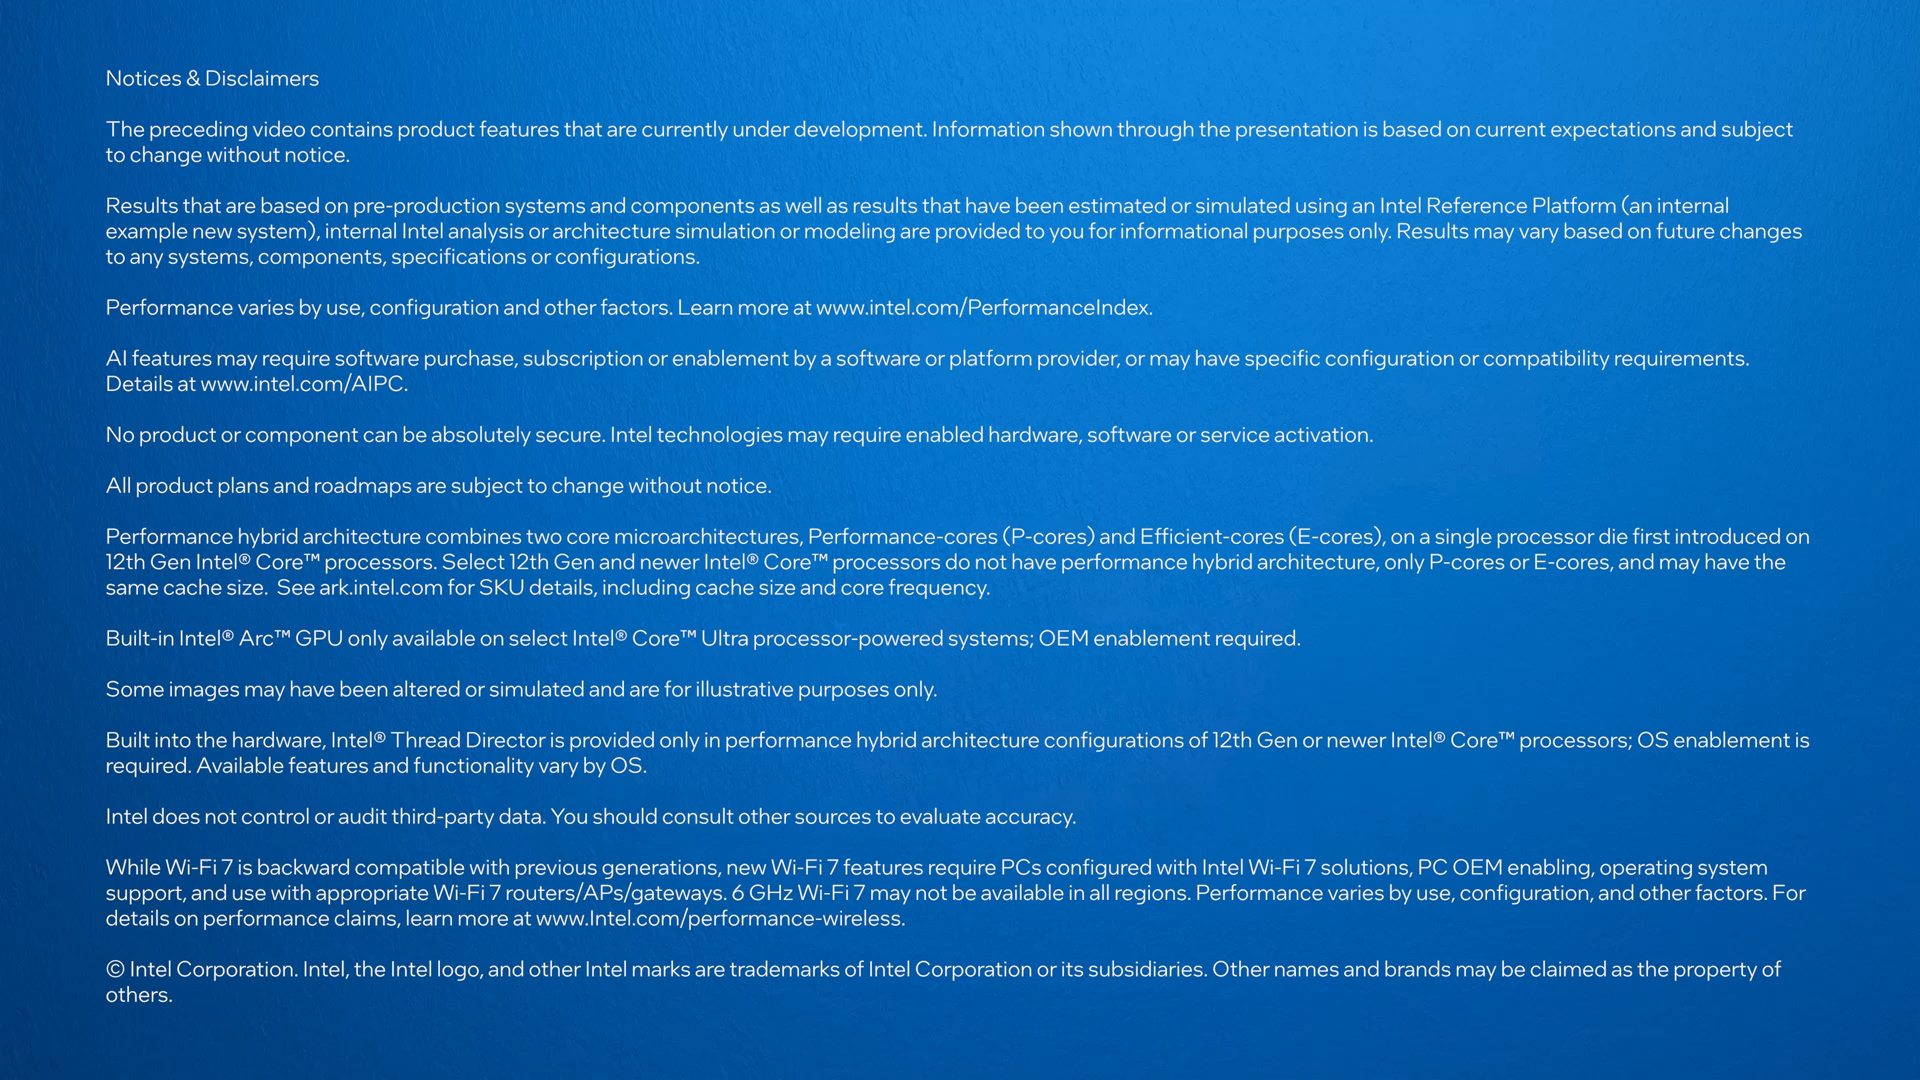 Notices & Disclaimers
The preceding video contains product features that are currently under development. Information shown through the presentation is based on current expectations and subject
to change without notice.
Results that are based on pre-production systems and components as well as results that have been estimated or simulated using an Intel Reference Platform (an internal
example new system), internal Intel analysis or architecture simulation or modeling are provided to you for informational purposes only. Results may vary based on future changes
to any systems, components, specifications or configurations.
Performance varies by use, configuration and other factors. Learn more at www.intel.com/PerformanceIndex.
AI features may require software purchase, subscription or enablement by a software or platform provider, or may have specific configuration or compatibility requirements.
Details at www.intel.com/AIPC.
No product or component can be absolutely secure. Intel technologies may require enabled hardware, software or service activation.
All product plans and roadmaps are subject to change without notice.
Performance hybrid architecture combines two core microarchitectures, Performance-cores (P-cores) and Efficient-cores (E-cores), on a single processor die first introduced on
12th Gen Intel® Core™ processors. Select 12th Gen and newer Intel® Core™ processors do not have performance hybrid architecture, only P-cores or E-cores, and may have the
same cache size.  See ark.intel.com for SKU details, including cache size and core frequency.
Built-in Intel® Arc™ GPU only available on select Intel® Core™ Ultra processor-powered systems; OEM enablement required.
Some images may have been altered or simulated and are for illustrative purposes only.
Built into the hardware, Intel® Thread Director is provided only in performance hybrid architecture configurations of 12th Gen or newer Intel® Core™ processors; OS enablement is
required. Available features and functionality vary by OS.
Intel does not control or audit third-party data. You should consult other sources to evaluate accuracy.
While Wi-Fi 7 is backward compatible with previous generations, new Wi-Fi 7 features require PCs configured with Intel Wi-Fi 7 solutions, PC OEM enabling, operating system
support, and use with appropriate Wi-Fi 7 routers/APs/gateways. 6 GHz Wi-Fi 7 may not be available in all regions. Performance varies by use, configuration, and other factors. For
details on performance claims, learn more at www.Intel.com/performance-wireless.
© Intel Corporation. Intel, the Intel logo, and other Intel marks are trademarks of Intel Corporation or its subsidiaries. Other names and brands may be claimed as the property of
others.